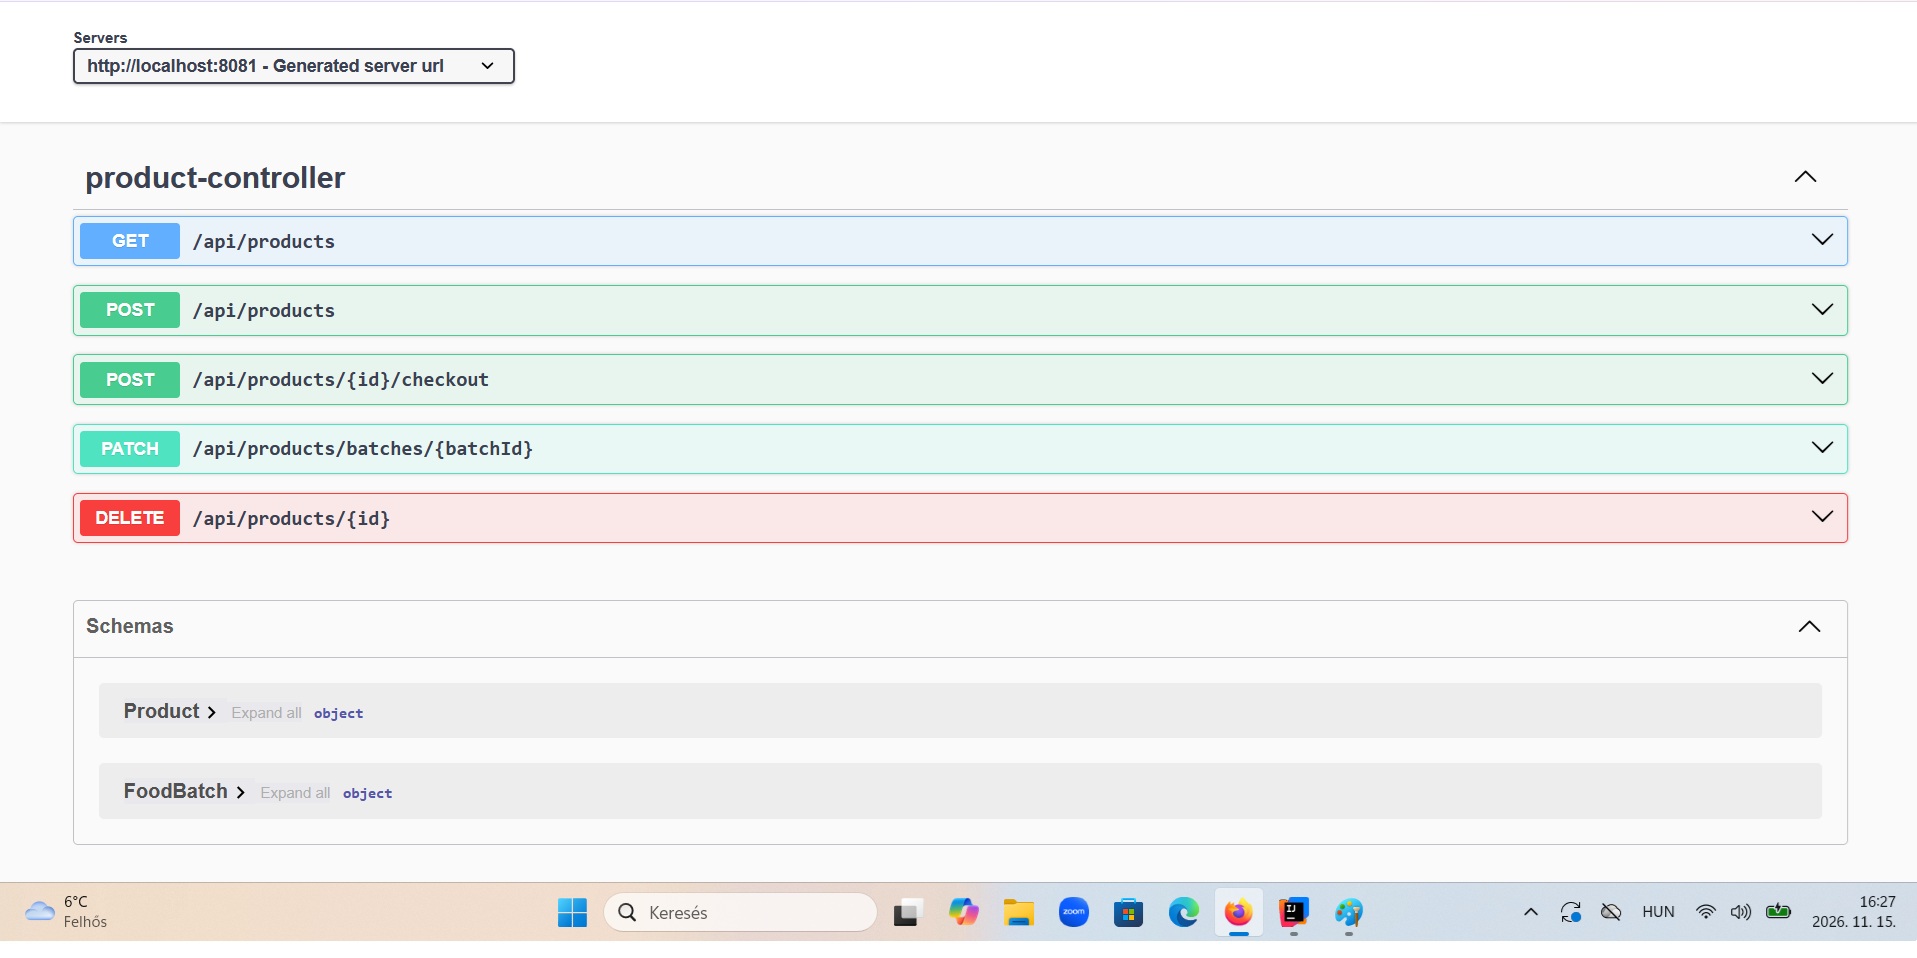 Servers
http://localhost:8081 - Generated server url
product-controller
GET /api/products
POST /api/products
POST /api/products/{id}/checkout
PATCH /api/products/batches/{batchId}
DELETE /api/products/{id}
Schemas
Product Expand all object
FoodBatch Expand all object
6°C
Felhős
Keresés
zoom
IJ
HUN
16:27
2026. 11. 15.